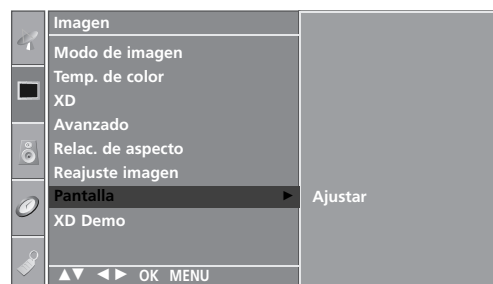 Imagen
Modo de imagen
Temp. de color
XD
Avanzado
Relac. de aspecto
Reajuste imagen
Pantalla ► Ajustar
XD Demo
▲▼ ◄► OK MENU